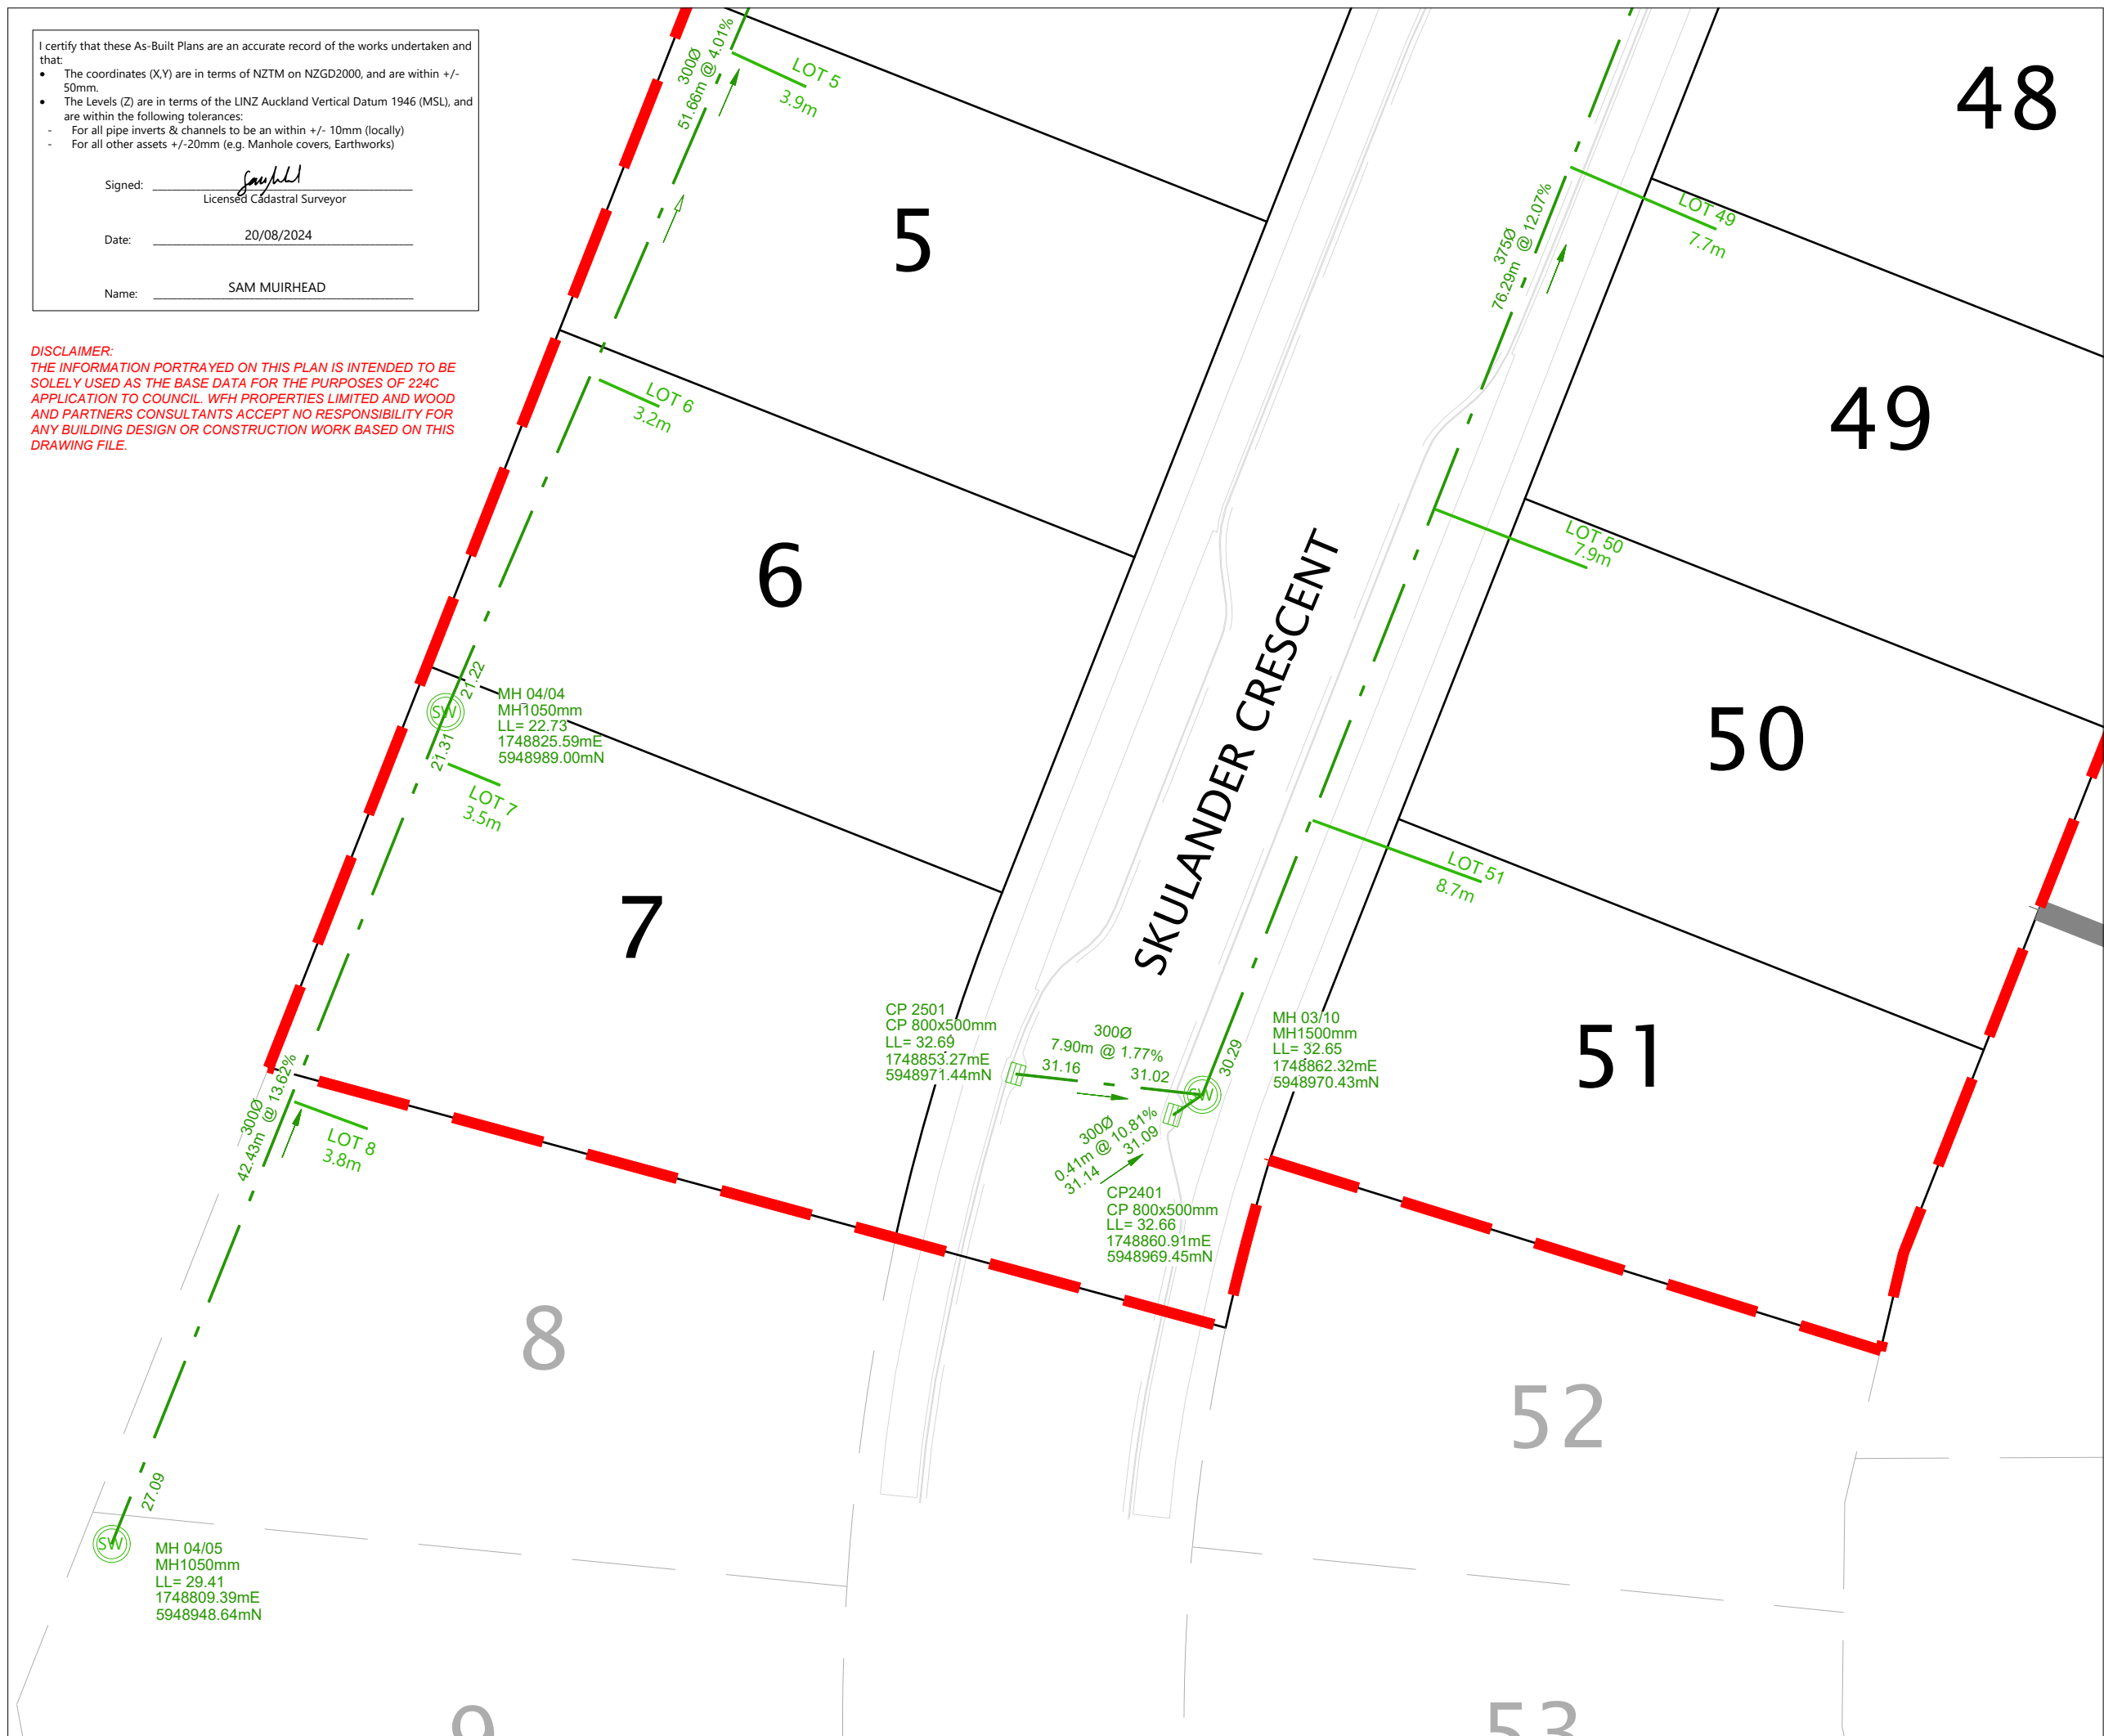 I certify that these As-Built Plans are an accurate record of the works undertaken and
that:
• The coordinates (X,Y) are in terms of NZTM on NZGD2000, and are within +/-
50mm.
• The Levels (Z) are in terms of the LINZ Auckland Vertical Datum 1946 (MSL), and
are within the following tolerances:
- For all pipe inverts & channels to be an within +/- 10mm (locally)
- For all other assets +/-20mm (e.g. Manhole covers, Earthworks)
Signed:
Licensed Cadastral Surveyor
Date: 20/08/2024
Name: SAM MUIRHEAD
DISCLAIMER:
THE INFORMATION PORTRAYED ON THIS PLAN IS INTENDED TO BE
SOLELY USED AS THE BASE DATA FOR THE PURPOSES OF 224C
APPLICATION TO COUNCIL. WFH PROPERTIES LIMITED AND WOOD
AND PARTNERS CONSULTANTS ACCEPT NO RESPONSIBILITY FOR
ANY BUILDING DESIGN OR CONSTRUCTION WORK BASED ON THIS
DRAWING FILE.
300Ø
51.66m @ 4.01%
LOT 5
3.9m
48
5
375Ø
76.29m @ 12.07%
LOT 49
7.7m
LOT 6
3.2m
49
6
LOT 50
7.9m
SKULANDER CRESCENT
21.22
SW
21.31
MH 04/04
MH1050mm
LL= 22.73
1748825.59mE
5948989.00mN
LOT 7
3.5m
50
LOT 51
8.7m
7
CP 2501
CP 800x500mm
LL= 32.69
1748853.27mE
5948971.44mN
300Ø
7.90m @ 1.77%
31.16
31.02
30.29
SW
MH 03/10
MH1500mm
LL= 32.65
1748862.32mE
5948970.43mN
51
300Ø
42.43m @ 13.62%
LOT 8
3.8m
300Ø
0.41m @ 10.81%
31.09
31.14
CP2401
CP 800x500mm
LL= 32.66
1748860.91mE
5948969.45mN
8
52
27.09
SW
MH 04/05
MH1050mm
LL= 29.41
1748809.39mE
5948948.64mN
9
53